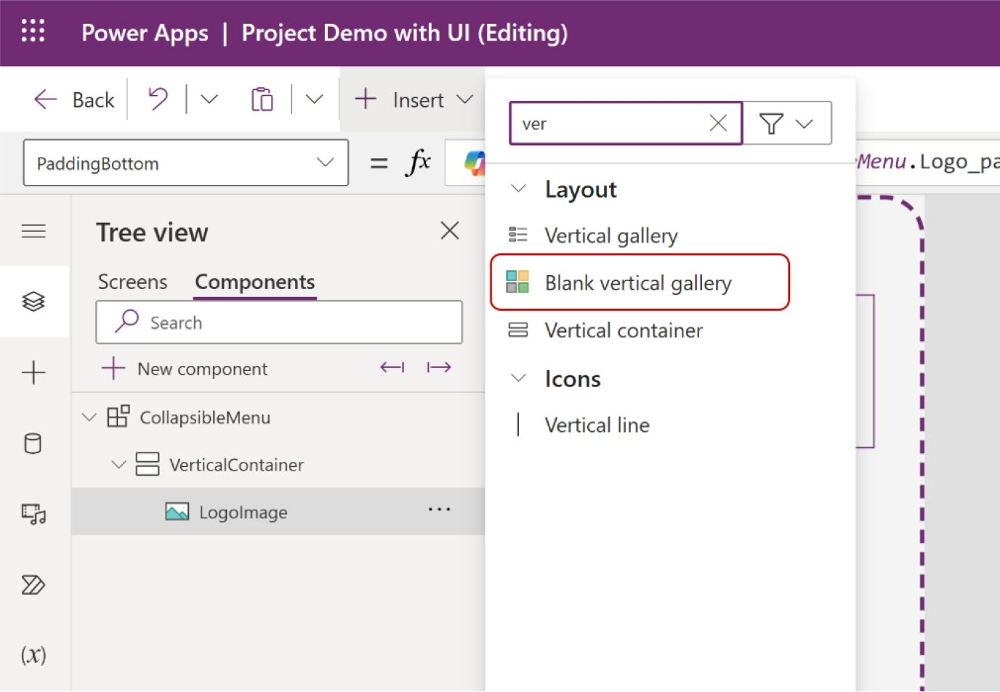 Power Apps | Project Demo with UI (Editing)
Back
Insert
ver
PaddingBottom
= fx
Menu.Logo_pa
Layout
Tree view
Vertical gallery
Screens Components
Blank vertical gallery
Search
Vertical container
New component
Icons
CollapsibleMenu
Vertical line
VerticalContainer
LogoImage ...
(x)